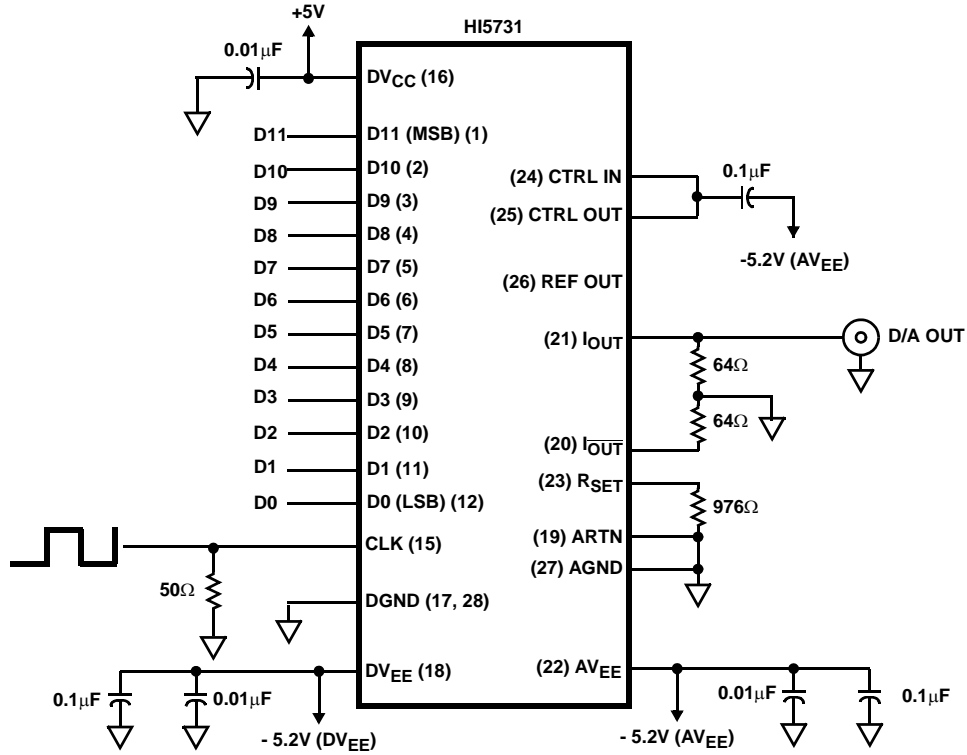 +5V
HI5731
0.01µF
DVCC (16)
D11 D11 (MSB) (1)
D10 D10 (2)
D9 D9 (3)
D8 D8 (4)
D7 D7 (5)
D6 D6 (6)
D5 D5 (7)
D4 D4 (8)
D3 D3 (9)
D2 D2 (10)
D1 D1 (11)
D0 D0 (LSB) (12)
CLK (15)
50Ω
DGND (17, 28)
DVEE (18)
0.1µF
0.01µF
- 5.2V (DVEE)
(24) CTRL IN
0.1µF
(25) CTRL OUT
-5.2V (AVEE)
(26) REF OUT
(21) IOUT
D/A OUT
64Ω
64Ω
(20) I̅O̅U̅T̅
(23) RSET
976Ω
(19) ARTN
(27) AGND
(22) AVEE
0.01µF
0.1µF
- 5.2V (AVEE)